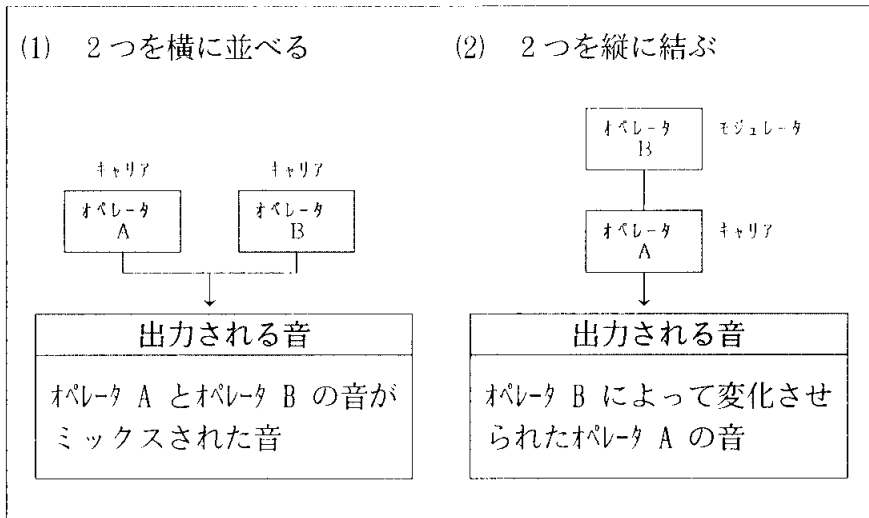 (1) 2つを横に並べる
キャリア キャリア
オペレータ オペレータ
A B
出力される音
オペレータ A とオペレータ B の音が
ミックスされた音
(2) 2つを縦に結ぶ
オペレータ モジュレータ
B
オペレータ キャリア
A
出力される音
オペレータ B によって変化させ
られたオペレータ A の音